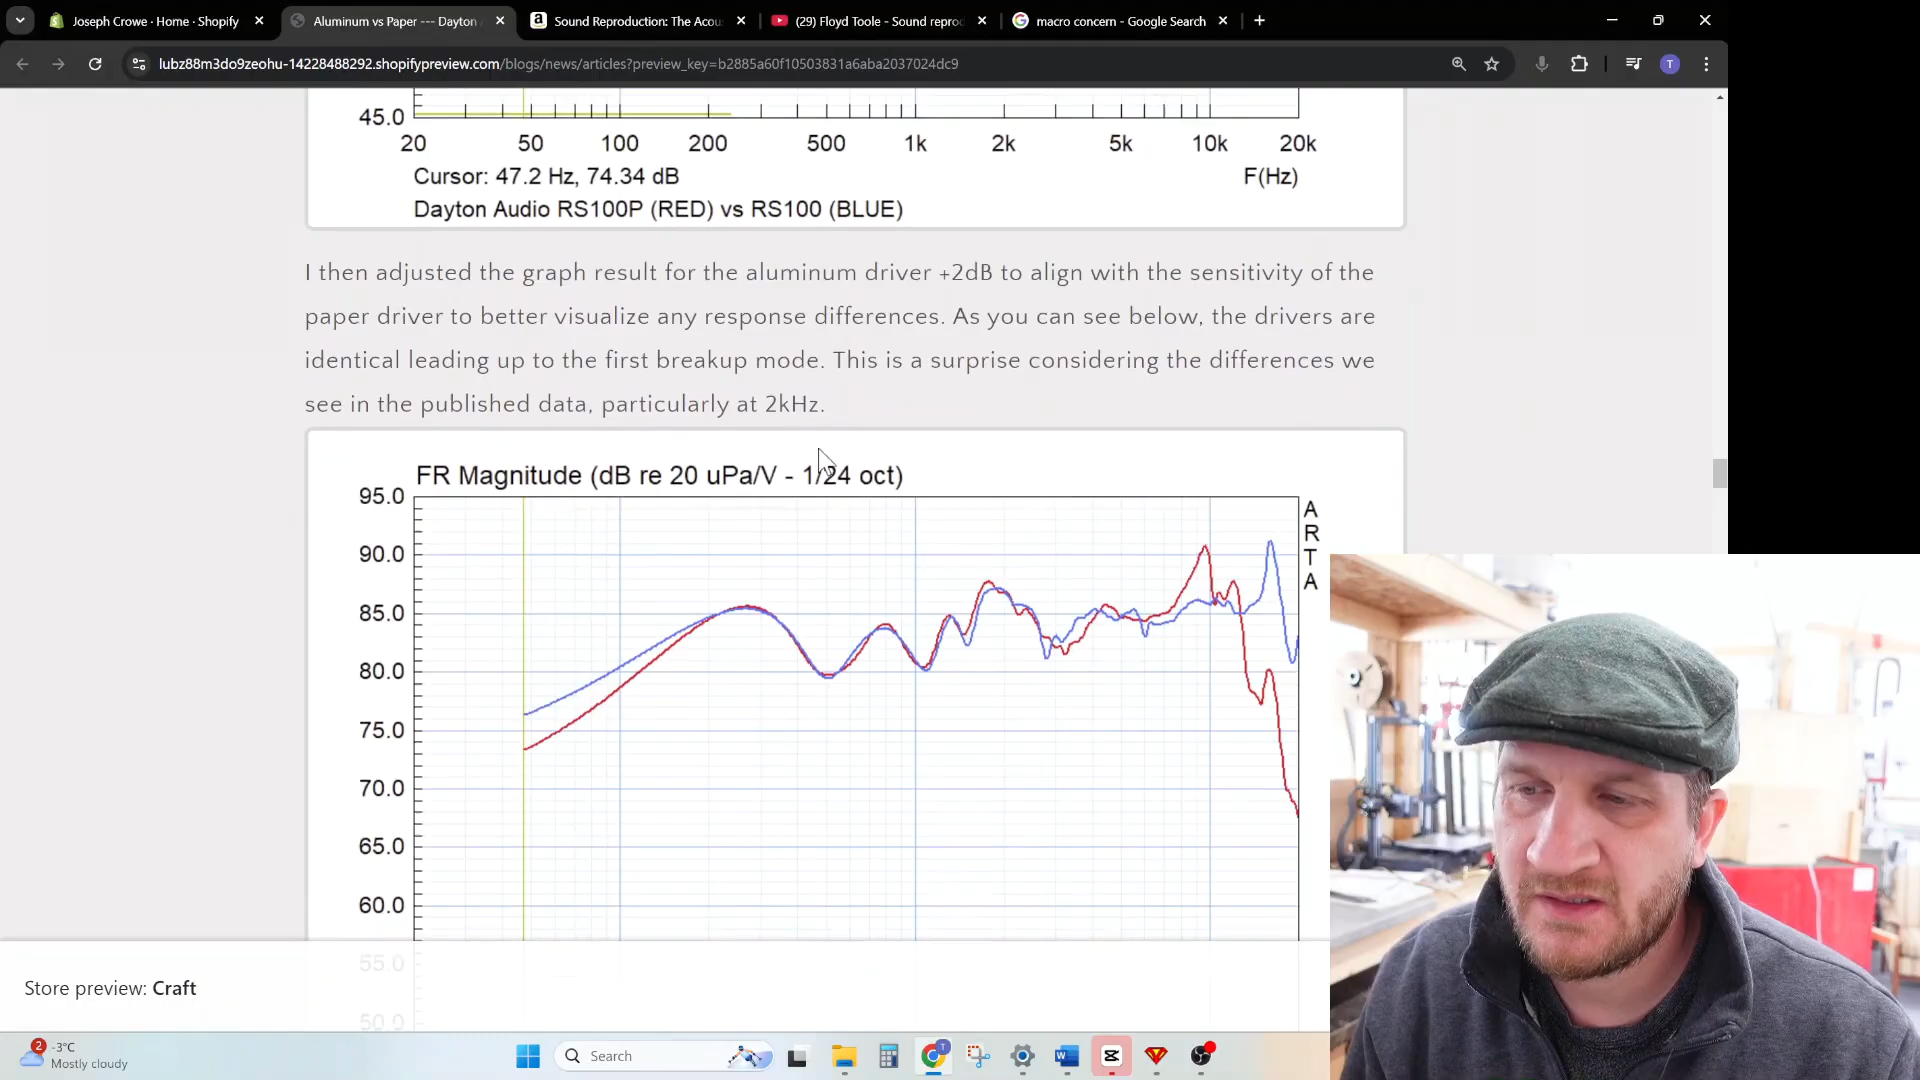 Joseph Crowe · Home · Shopify
Aluminum vs Paper --- Dayton
Sound Reproduction: The Acou
(29) Floyd Toole - Sound reprod
macro concern - Google Search
lubz88m3do9zeohu-14228488292.shopifypreview.com/blogs/news/articles?preview_key=b2885a60f10503831a6aba2037024dc9
T
45.0
20 50 100 200 500 1k 2k 5k 10k 20k
Cursor: 47.2 Hz, 74.34 dB
F(Hz)
Dayton Audio RS100P (RED) vs RS100 (BLUE)
I then adjusted the graph result for the aluminum driver +2dB to align with the sensitivity of the
paper driver to better visualize any response differences. As you can see below, the drivers are
identical leading up to the first breakup mode. This is a surprise considering the differences we
see in the published data, particularly at 2kHz.
FR Magnitude (dB re 20 uPa/V - 1/24 oct)
95.0
90.0
85.0
80.0
75.0
70.0
65.0
60.0
55.0
50.0
A
R
T
A
Store preview: Craft
2
-3°C
Mostly cloudy
Search
T